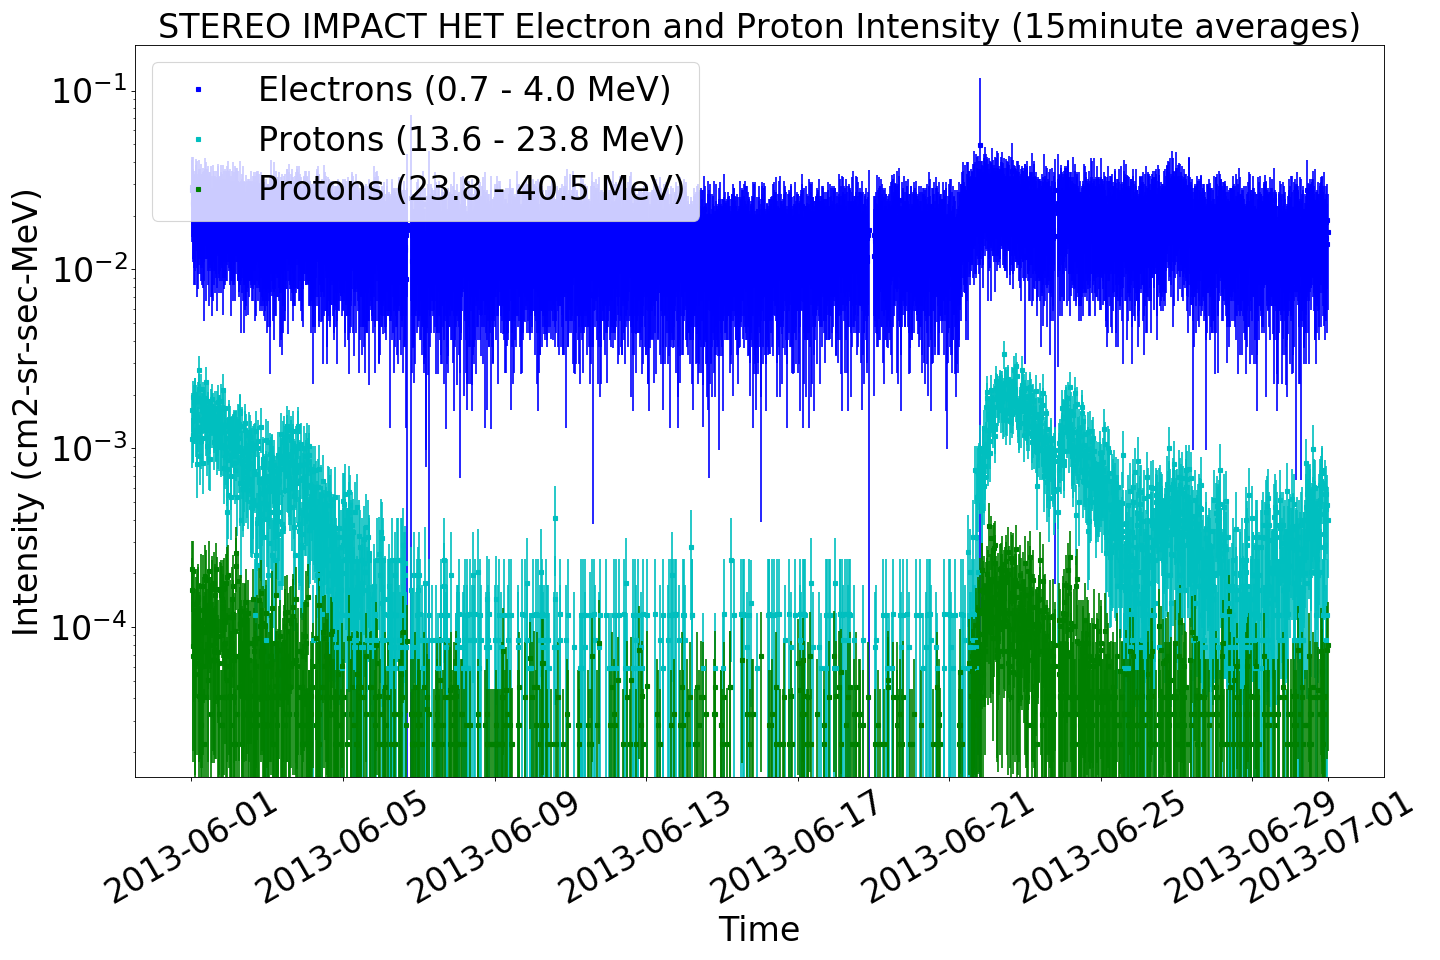 STEREO IMPACT HET Electron and Proton Intensity (15minute averages)
Electrons (0.7 - 4.0 MeV)
Protons (13.6 - 23.8 MeV)
Protons (23.8 - 40.5 MeV)
Intensity (cm2-sr-sec-MeV)
10⁻¹
10⁻²
10⁻³
10⁻⁴
2013-06-01
2013-06-05
2013-06-09
2013-06-13
2013-06-17
2013-06-21
2013-06-25
2013-06-29
2013-07-01
Time